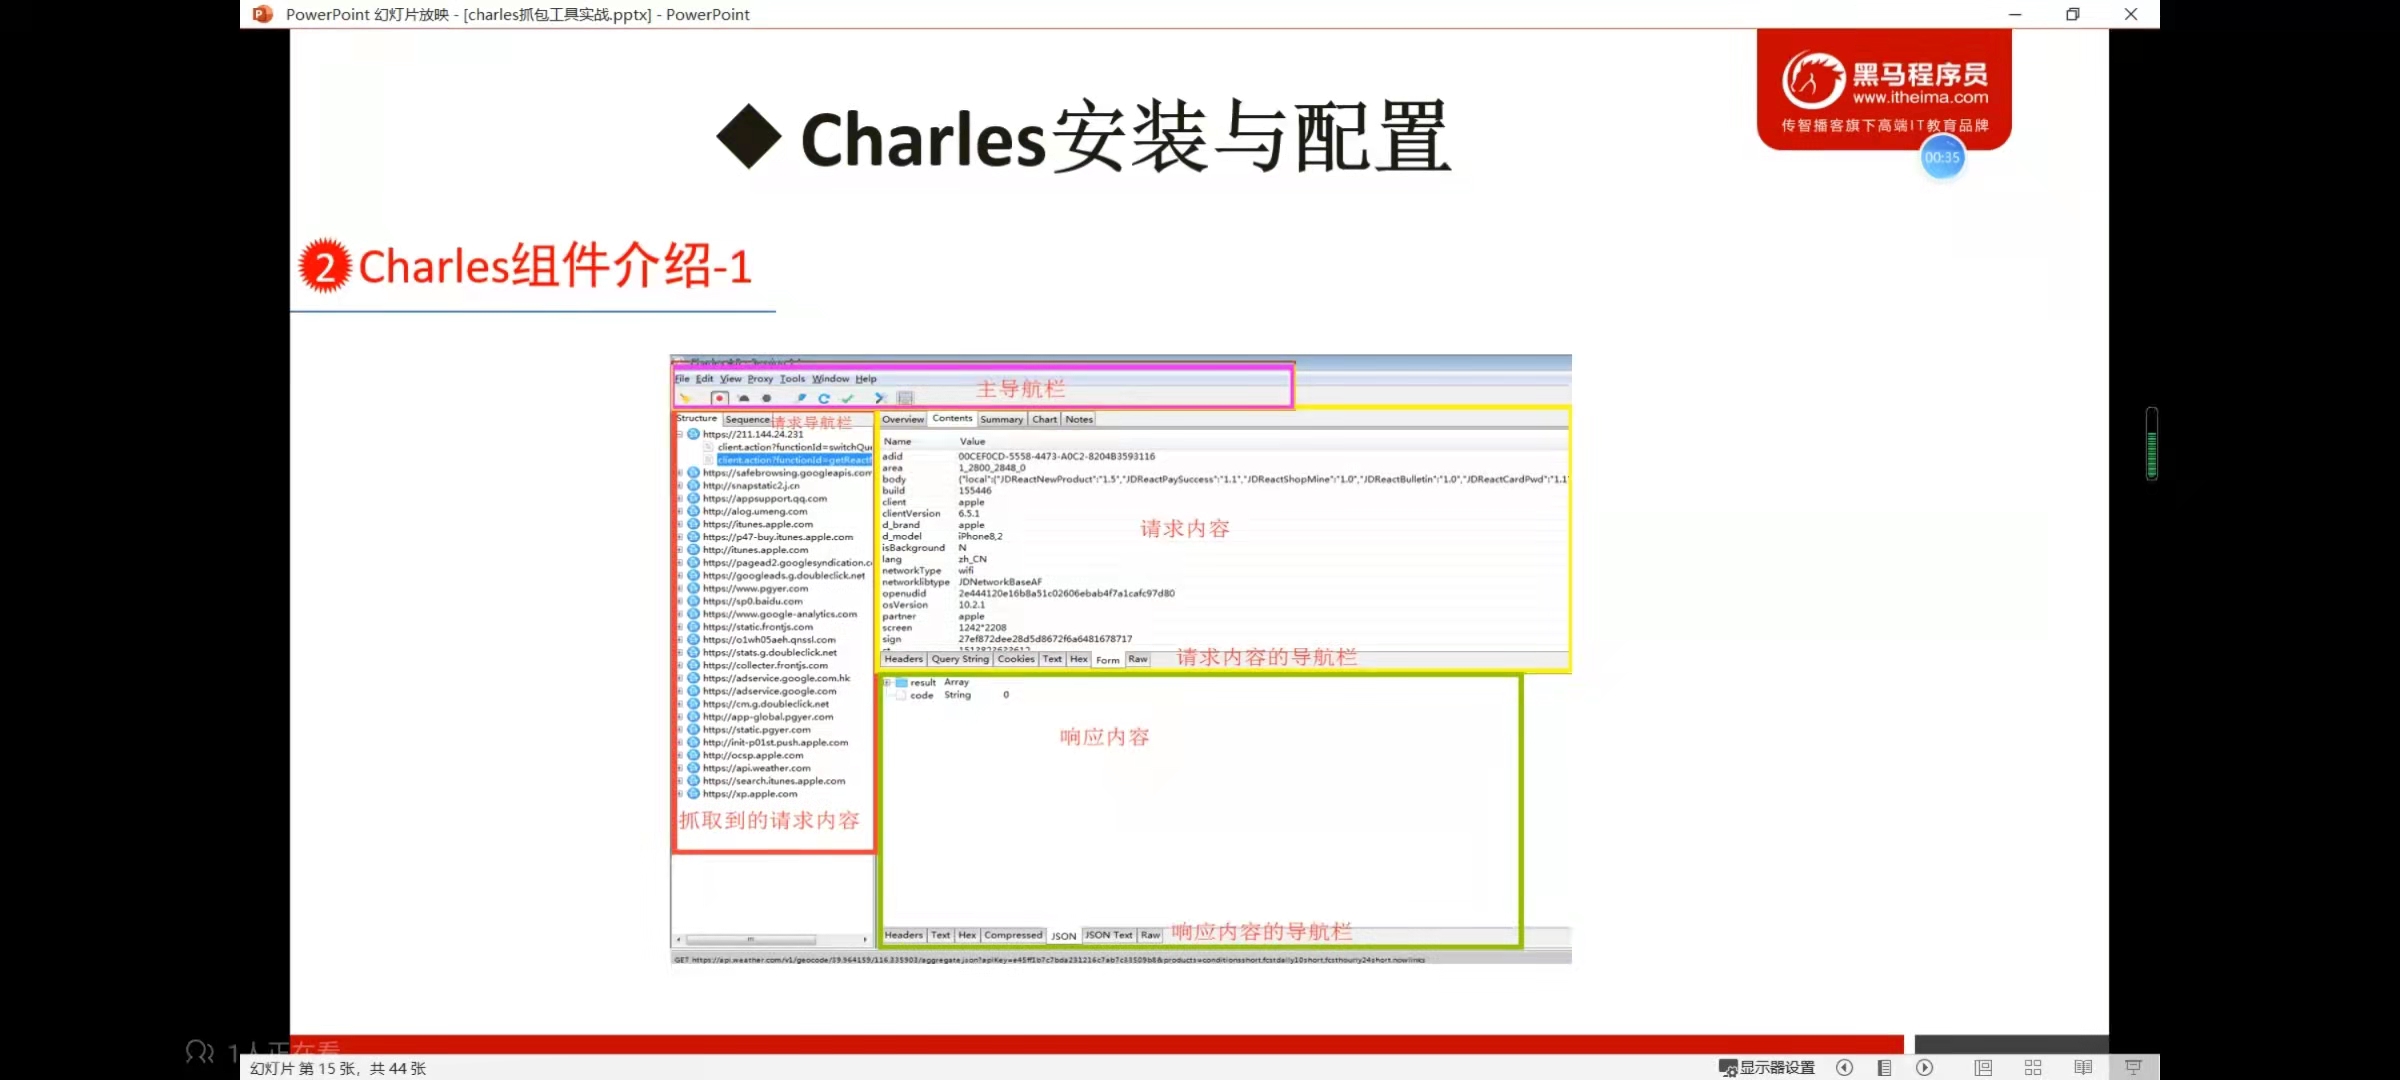 PowerPoint 幻灯片放映 - [charles抓包工具实战.pptx] - PowerPoint
黑马程序员
www.itheima.com
传智播客旗下高端IT教育品牌
00:35
◆ Charles安装与配置
2 Charles组件介绍-1
File Edit View Proxy Tools Window Help
主导航栏
Structure Sequence 请求导航栏
https://211.144.24.231
client.action?functionId=switchQue
client.action?functionId=getReactN
https://safebrowsing.googleapis.com
http://snapstatic2.j.cn
https://appsupport.qq.com
http://alog.umeng.com
https://itunes.apple.com
https://p47-buy.itunes.apple.com
http://itunes.apple.com
https://pagead2.googlesyndication.c
https://googleads.g.doubleclick.net
https://www.pgyer.com
https://sp0.baidu.com
https://www.google-analytics.com
https://static.frontjs.com
https://o1wh05aeh.qnssl.com
https://stats.g.doubleclick.net
https://collecter.frontjs.com
https://adservice.google.com.hk
https://adservice.google.com
https://cm.g.doubleclick.net
http://app-global.pgyer.com
https://static.pgyer.com
http://init-p01st.push.apple.com
http://ocsp.apple.com
https://api.weather.com
https://search.itunes.apple.com
https://xp.apple.com
抓取到的请求内容
Overview Contents Summary Chart Notes
Name Value
adid 00CEF0CD-5558-4473-A0C2-8204B3593116
area 1_2800_2848_0
body {"local":{"JDReactNewProduct":"1.5","JDReactPaySuccess":"1.1","JDReactShopMine":"1.0","JDReactBulletin":"1.0","JDReactCardPwd":"1.1"
build 155446
client apple
clientVersion 6.5.1
d_brand apple
d_model iPhone8,2
isBackground N
lang zh_CN
networkType wifi
networklibtype JDNetworkBaseAF
openudid 2e444120e16b8a51c02606ebab4f7a1cafc97d80
osVersion 10.2.1
partner apple
screen 1242*2208
sign 27ef872dee28d5d8672f6a6481678717
请求内容
Headers Query String Cookies Text Hex Form Raw 请求内容的导航栏
result Array
code String 0
响应内容
Headers Text Hex Compressed JSON JSON Text Raw 响应内容的导航栏
1人正在看
幻灯片 第 15 张，共 44 张
显示器设置